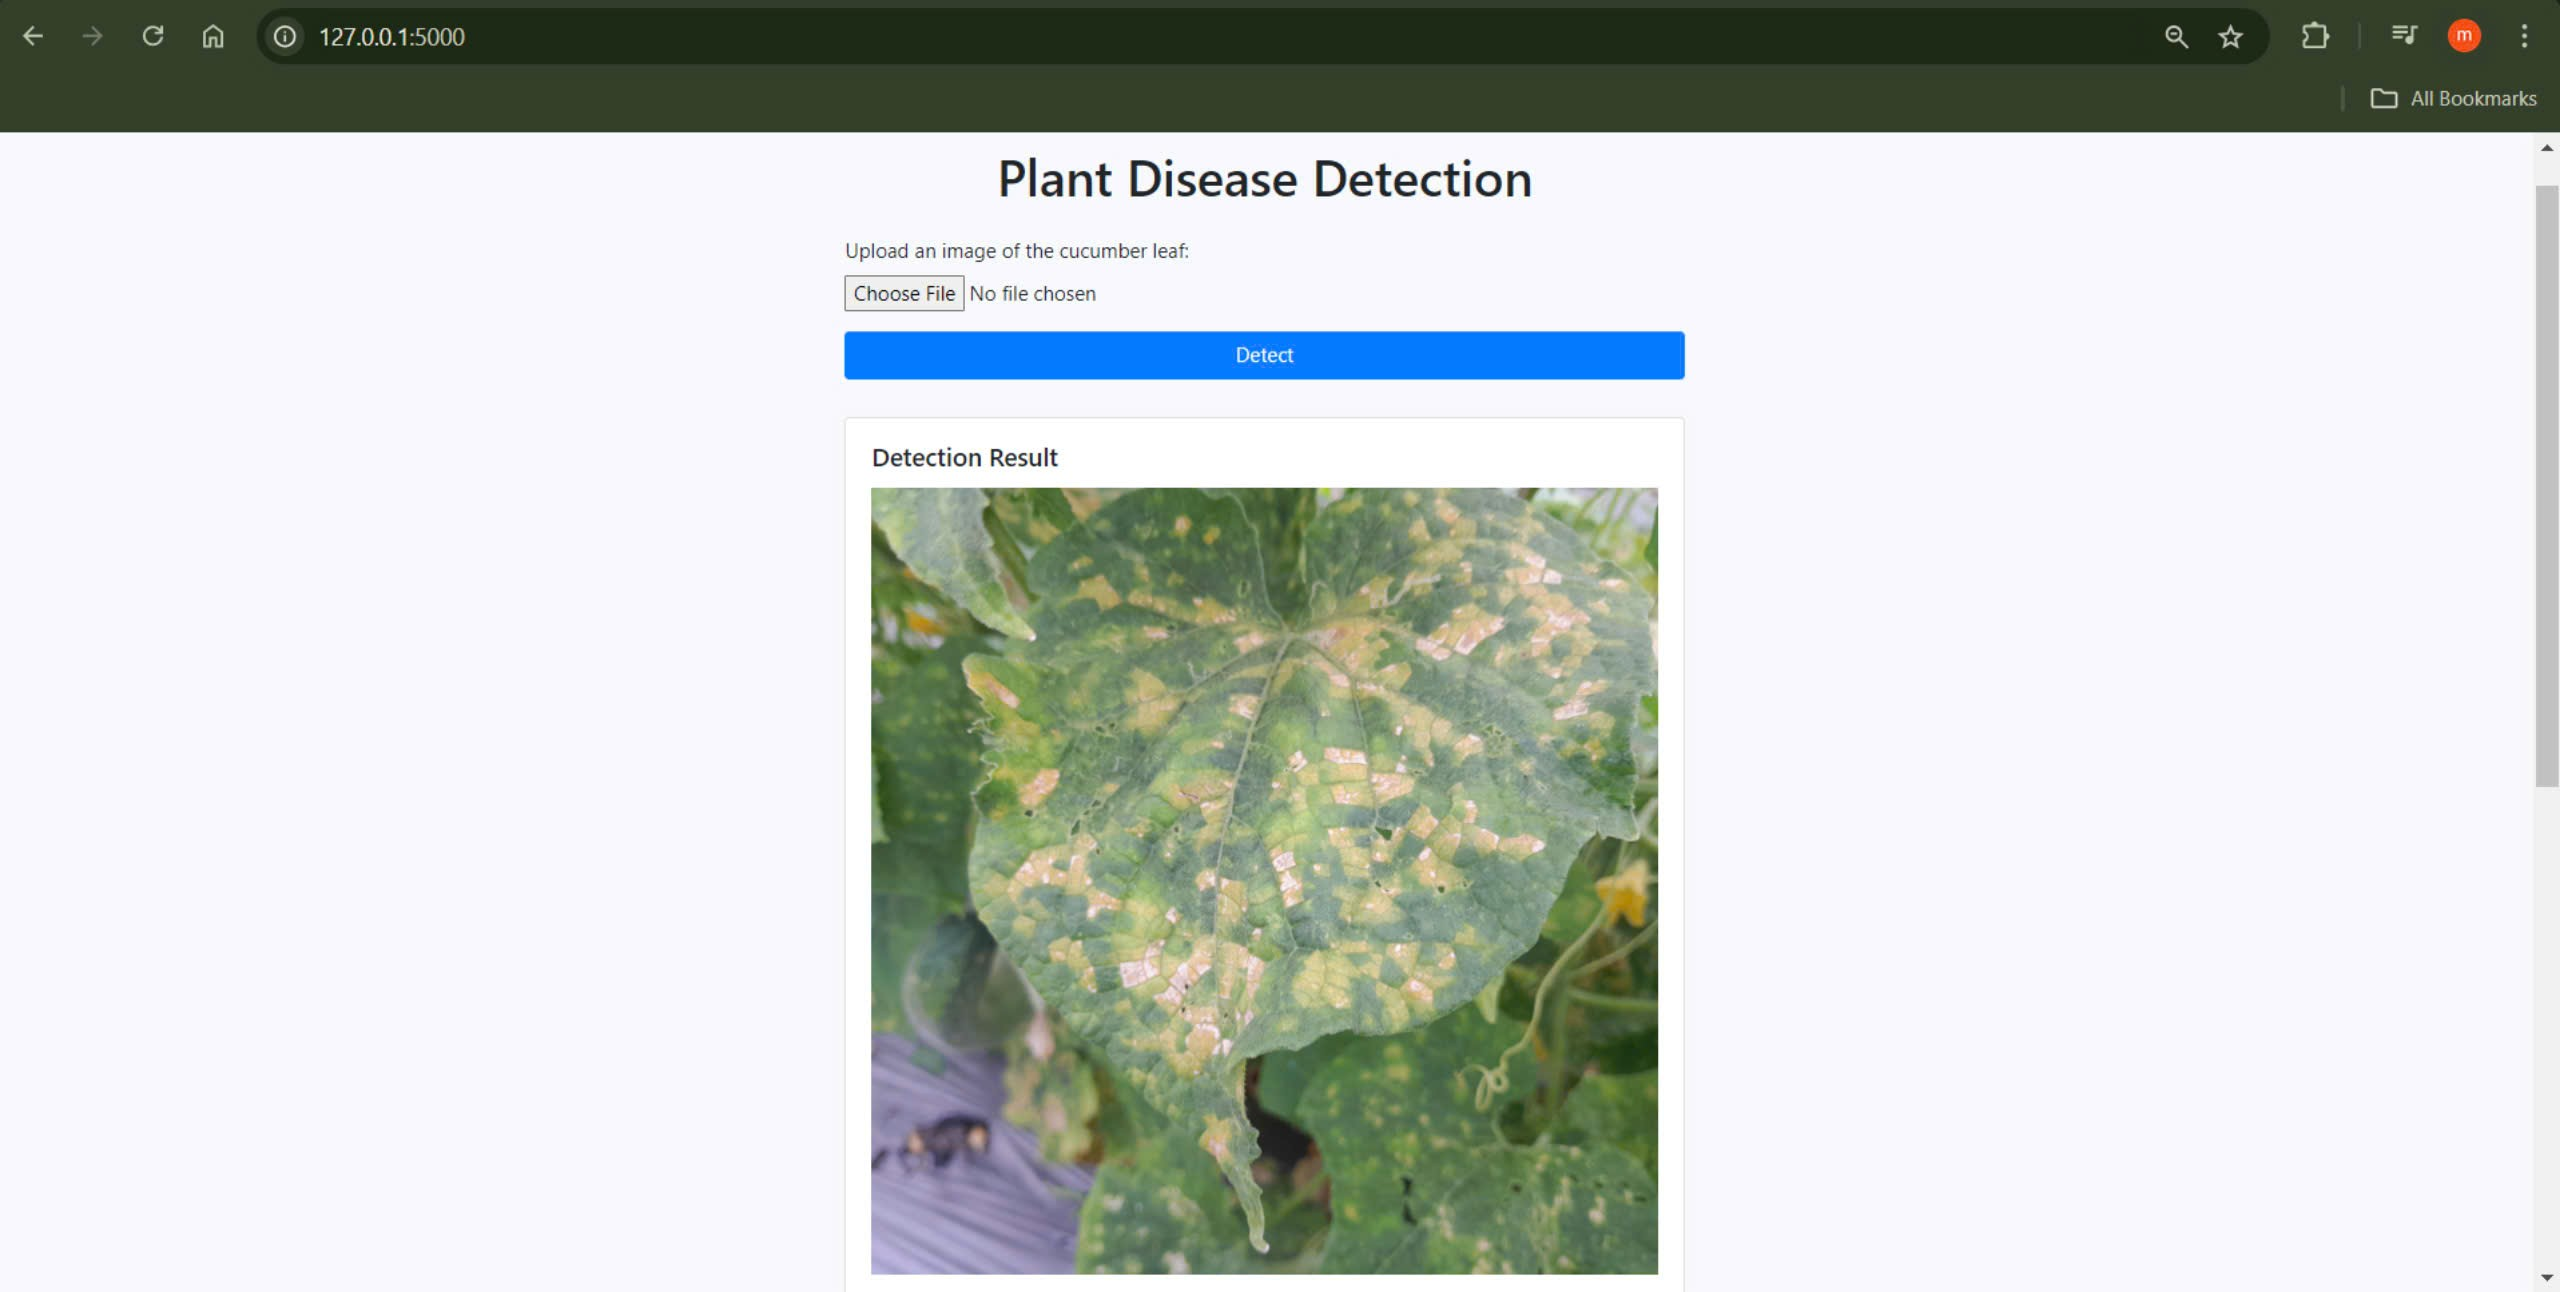 127.0.0.1:5000
m
All Bookmarks
Plant Disease Detection
Upload an image of the cucumber leaf:
Choose File No file chosen
Detect
Detection Result